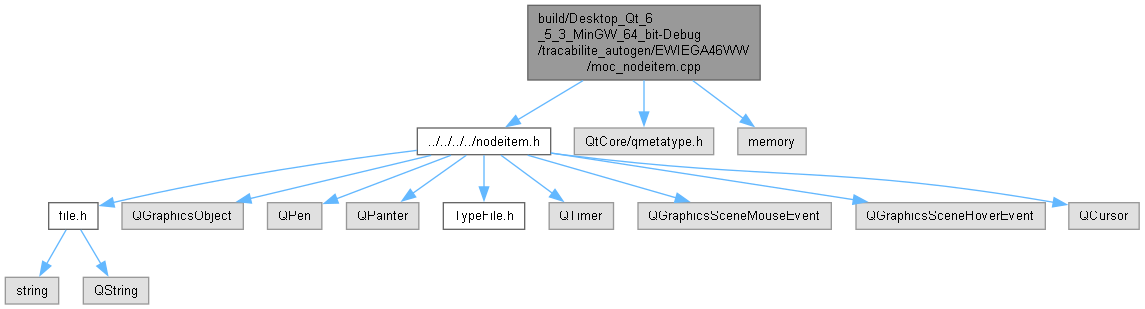 build/Desktop_Qt_6
_5_3_MinGW_64_bit-Debug
/tracabilite_autogen/EWIEGA46WW
/moc_nodeitem.cpp
../../../../nodeitem.h
QtCore/qmetatype.h
memory
file.h
QGraphicsObject
QPen
QPainter
TypeFile.h
QTimer
QGraphicsSceneMouseEvent
QGraphicsSceneHoverEvent
QCursor
string
QString